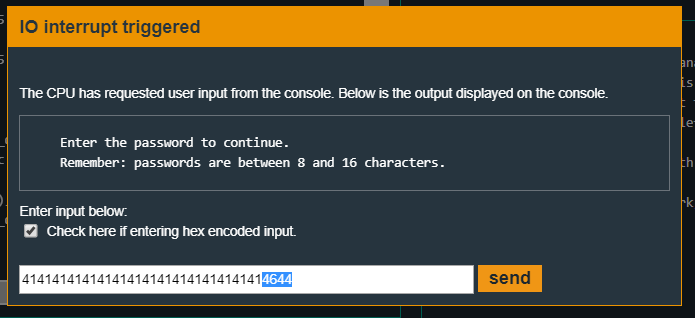 IO interrupt triggered
The CPU has requested user input from the console. Below is the output displayed on the console.
Enter the password to continue.
Remember: passwords are between 8 and 16 characters.
Enter input below:
Check here if entering hex encoded input.
414141414141414141414141414141414644 send